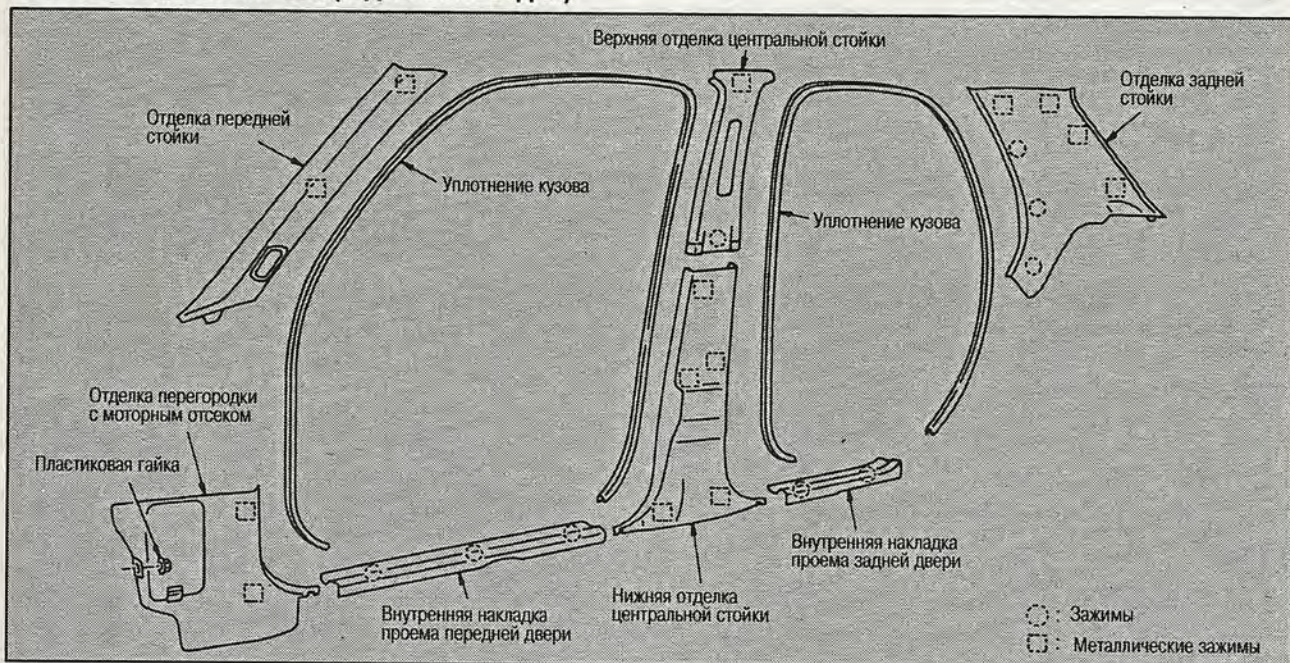 Верхняя отделка центральной стойки
Отделка задней
стойки
Отделка передней
стойки
Уплотнение кузова
Уплотнение кузова
Отделка перегородки
с моторным отсеком
Пластиковая гайка
Внутренняя накладка
проема передней двери
Нижняя отделка
центральной стойки
Внутренняя накладка
проема задней двери
: Зажимы
: Металлические зажимы